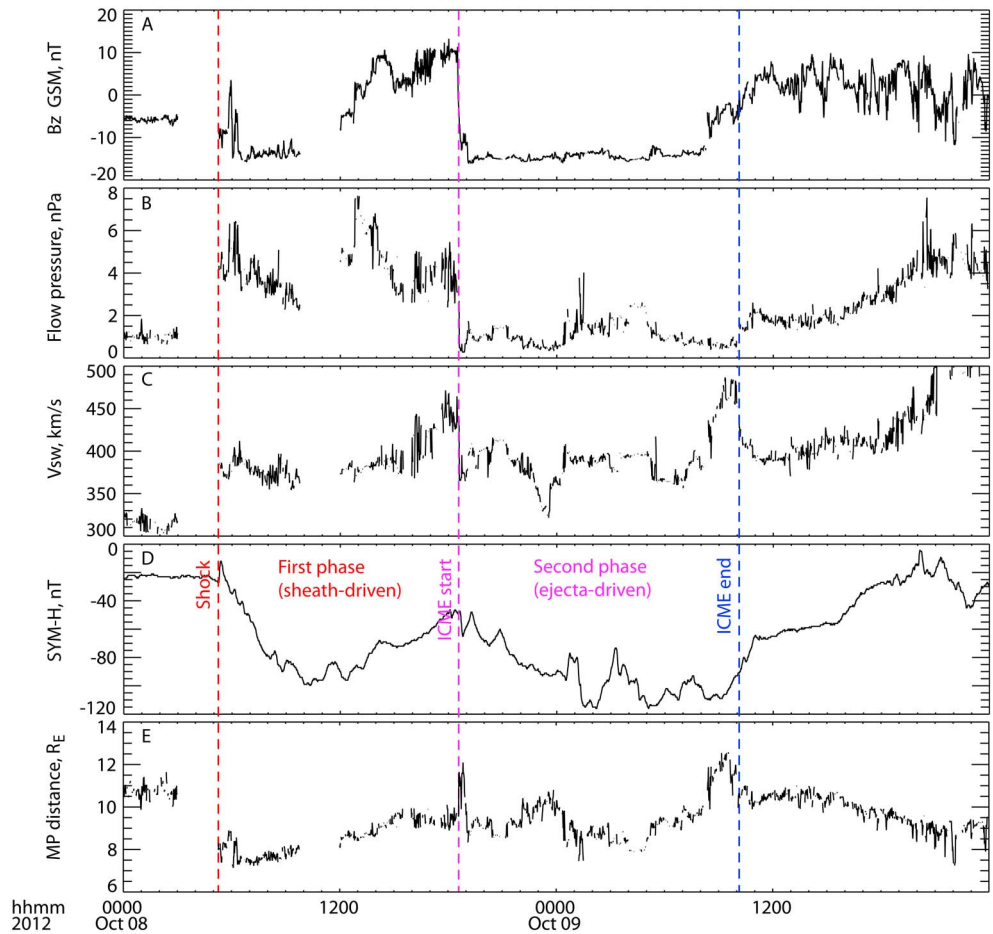 A
20
10
0
-10
-20
Bz GSM, nT
B
8
6
4
2
0
Flow pressure, nPa
C
500
450
400
350
300
Vsw, km/s
D
0
-40
-80
-120
SYM-H, nT
Shock
First phase
(sheath-driven)
ICME start
Second phase
(ejecta-driven)
ICME end
E
14
12
10
8
6
MP distance, RE
hhmm 0000 1200 0000 1200
2012 Oct 08 Oct 09